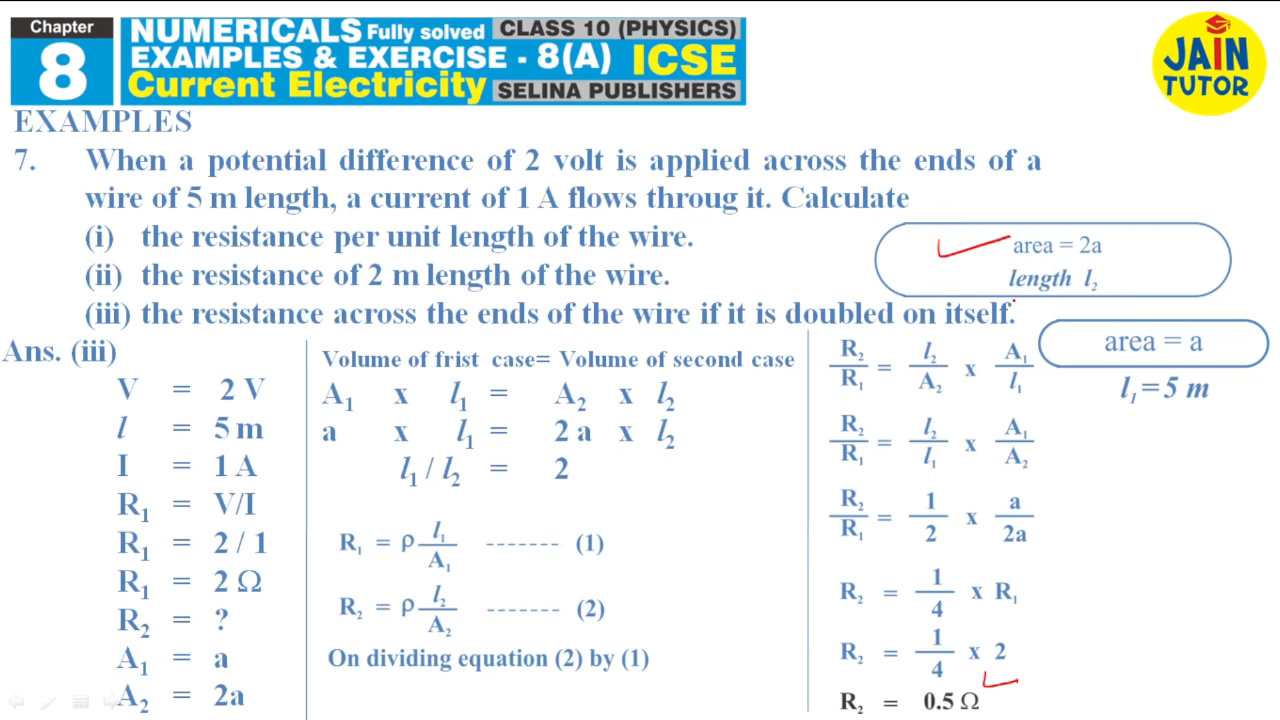 Chapter
8
NUMERICALS Fully solved CLASS 10 (PHYSICS)
EXAMPLES & EXERCISE - 8(A) ICSE
Current Electricity SELINA PUBLISHERS
JAIN
TUTOR
EXAMPLES
7. When a potential difference of 2 volt is applied across the ends of a
wire of 5 m length, a current of 1 A flows throug it. Calculate
(i) the resistance per unit length of the wire.
(ii) the resistance of 2 m length of the wire.
(iii) the resistance across the ends of the wire if it is doubled on itself.
area = 2a
length l₂
area = a
l₁ = 5 m
Ans. (iii)
V = 2 V
l = 5 m
I = 1 A
R₁ = V/I
R₁ = 2 / 1
R₁ = 2 Ω
R₂ = ?
A₁ = a
A₂ = 2a
Volume of frist case= Volume of second case
A₁ x l₁ = A₂ x l₂
a x l₁ = 2 a x l₂
l₁ / l₂ = 2
R₁ = ρ l₁/A₁ ------- (1)
R₂ = ρ l₂/A₂ ------- (2)
On dividing equation (2) by (1)
R₂/R₁ = l₂/A₂ x A₁/l₁
R₂/R₁ = l₂/l₁ x A₁/A₂
R₂/R₁ = 1/2 x a/2a
R₂ = 1/4 x R₁
R₂ = 1/4 x 2
R₂ = 0.5 Ω